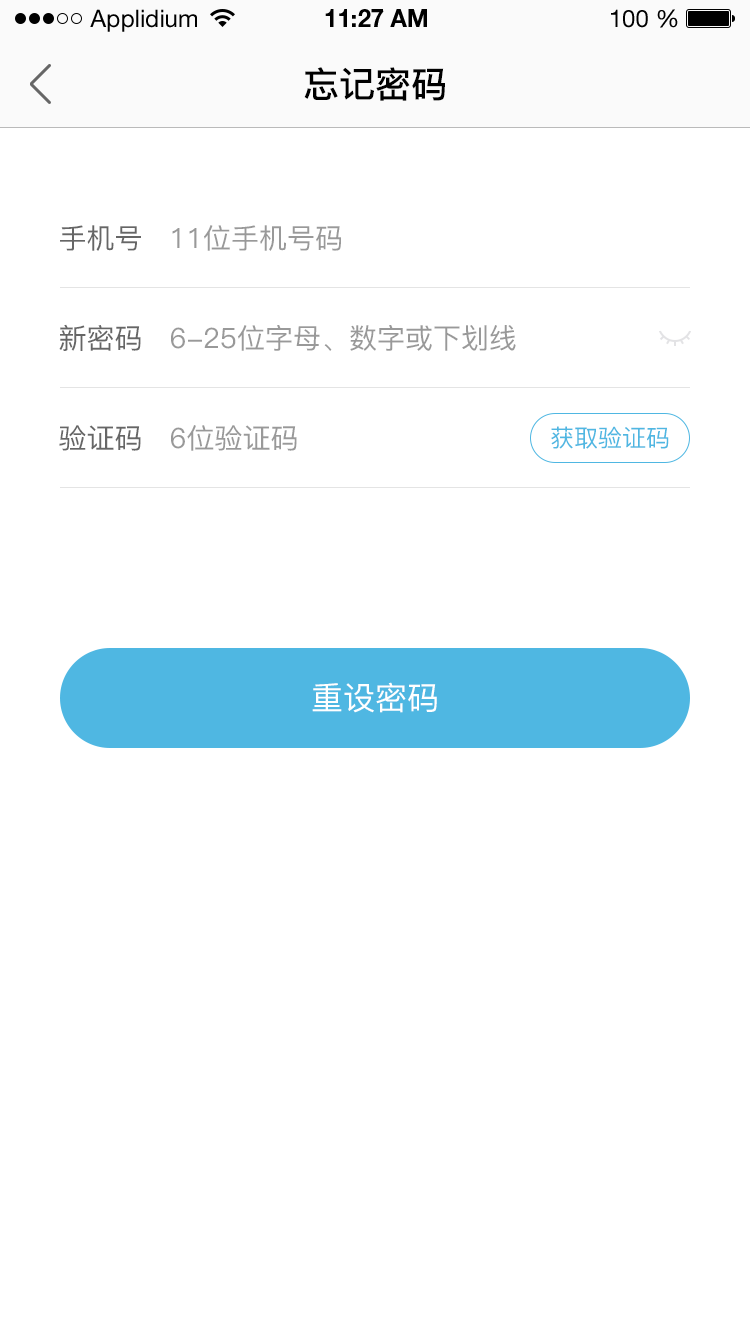 Applidium 11:27 AM 100 %
忘记密码
手机号 11位手机号码
新密码 6-25位字母、数字或下划线
验证码 6位验证码 获取验证码
重设密码